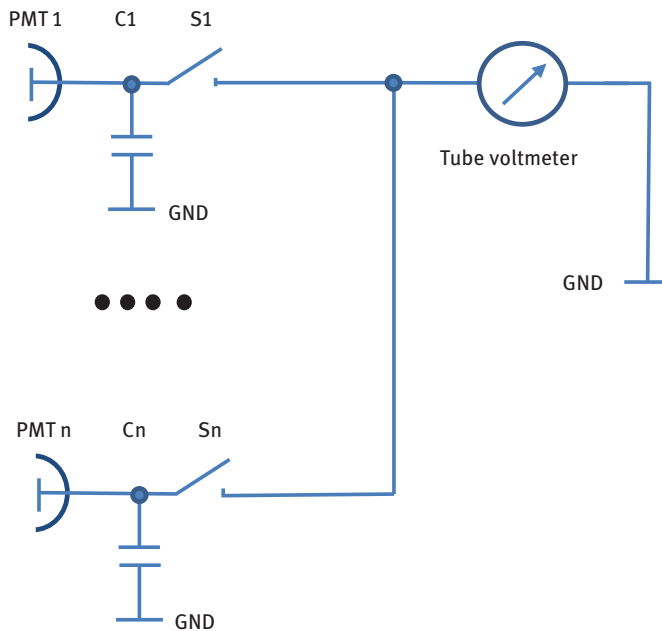 PMT 1 C1 S1
Tube voltmeter
GND
GND
PMT n Cn Sn
GND